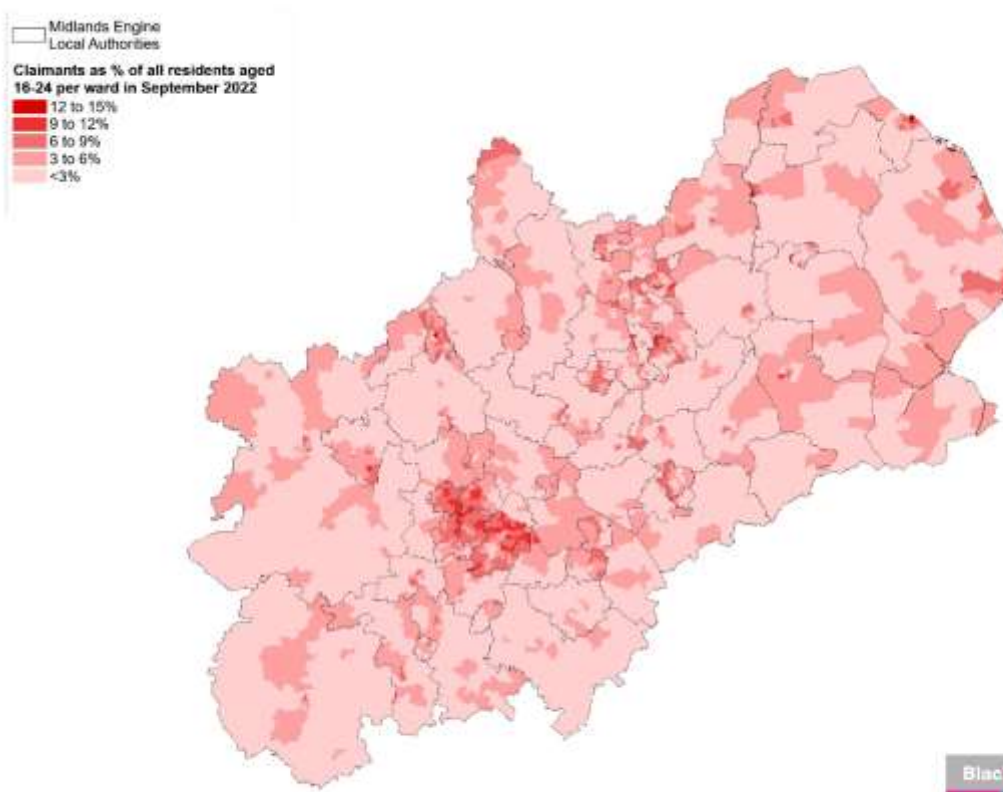 Midlands Engine
Local Authorities
Claimants as % of all residents aged
16-24 per ward in September 2022
12 to 15%
9 to 12%
6 to 9%
3 to 6%
<3%
Blac